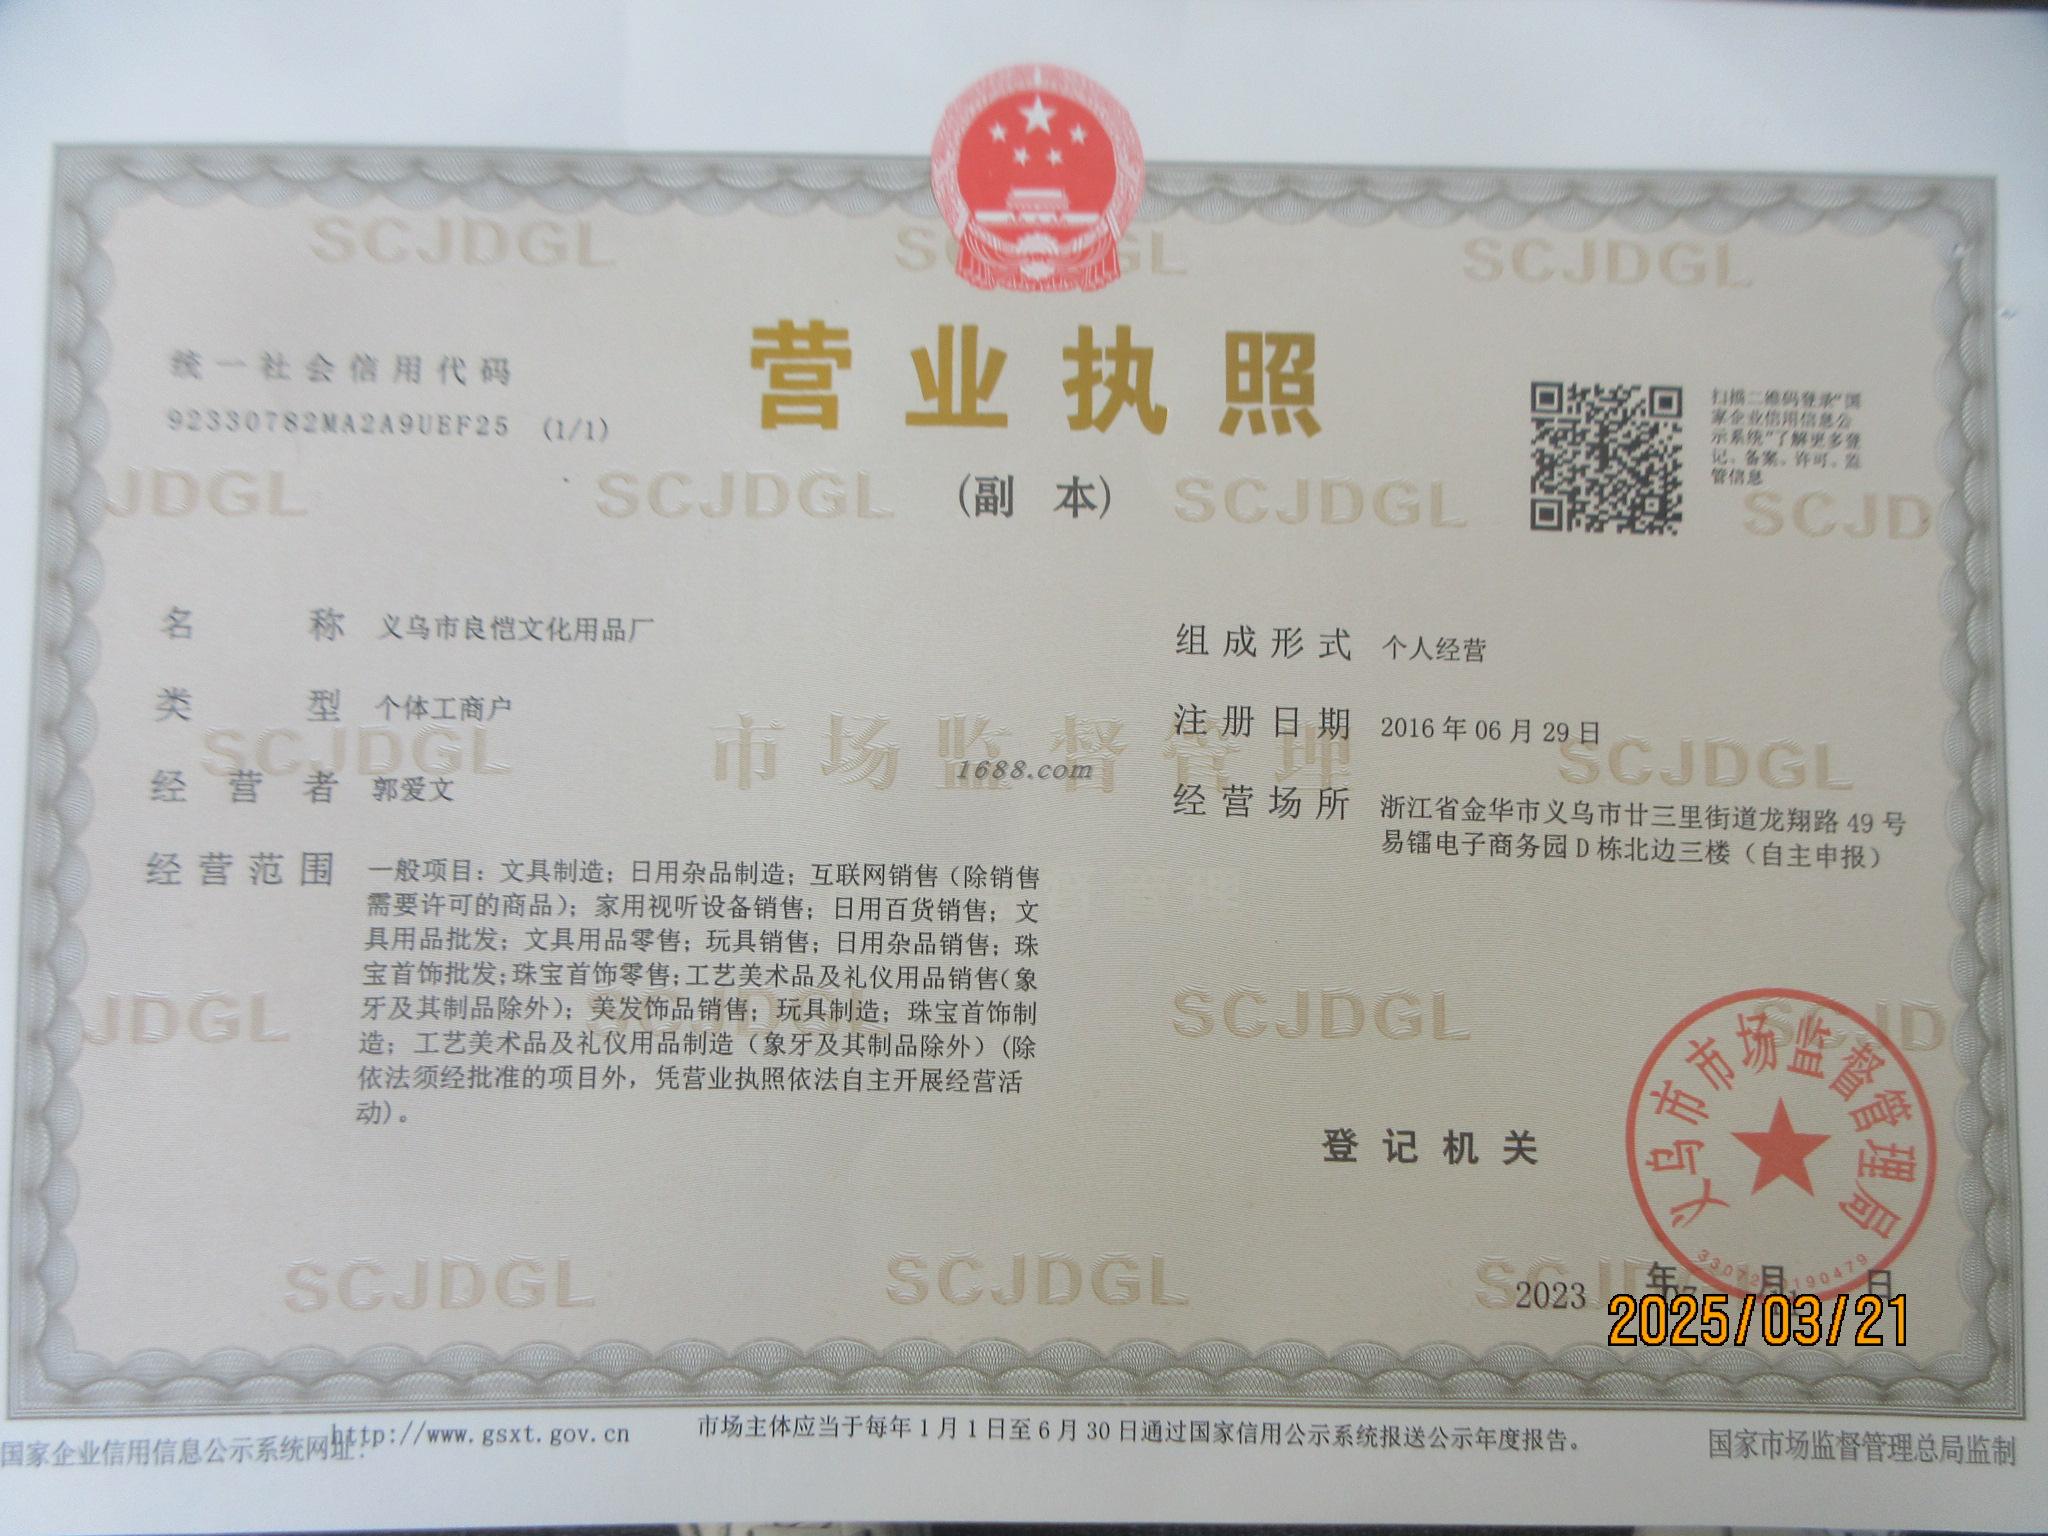 SCJDGL SCJDGL SCJDGL
统一社会信用代码
92330782MA2A9UEF25 (1/1)
营业执照
(副 本)
扫描二维码登录“国
家企业信用信息公
示系统”了解更多登
记、备案、许可、监
管信息
JDGL SCJDGL SCJDGL SCJD
名称 义乌市良恺文化用品厂
类型 个体工商户
经营者 郭爱文
经营范围 一般项目：文具制造；日用杂品制造；互联网销售（除销售
需要许可的商品）；家用视听设备销售；日用百货销售；文
具用品批发；文具用品零售；玩具销售；日用杂品销售；珠
宝首饰批发；珠宝首饰零售；工艺美术品及礼仪用品销售（象
牙及其制品除外）；美发饰品销售；玩具制造；珠宝首饰制
造；工艺美术品及礼仪用品制造（象牙及其制品除外）(除
依法须经批准的项目外，凭营业执照依法自主开展经营活
动)。
组成形式 个人经营
注册日期 2016年06月29日
经营场所 浙江省金华市义乌市廿三里街道龙翔路49号
易镭电子商务园D栋北边三楼（自主申报）
SCJDGL 市场监督管理 SCJDGL
1688.com
JDGL SCJDGL SCJDGL SCJD
登记机关
义乌市市场监督管理局
SCJDGL SCJDGL SCJDGL
2023 年 月 日
2025/03/21
国家企业信用信息公示系统网址：http://www.gsxt.gov.cn
市场主体应当于每年1月1日至6月30日通过国家信用公示系统报送公示年度报告。
国家市场监督管理总局监制